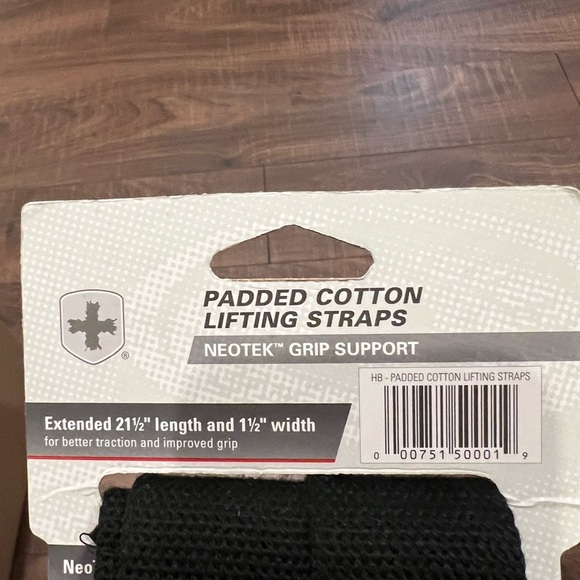 PADDED COTTON
LIFTING STRAPS
NEOTEK™ GRIP SUPPORT
®
HB - PADDED COTTON LIFTING STRAPS
Extended 21½" length and 1½" width
for better traction and improved grip
0 00751 50001 9
Neo